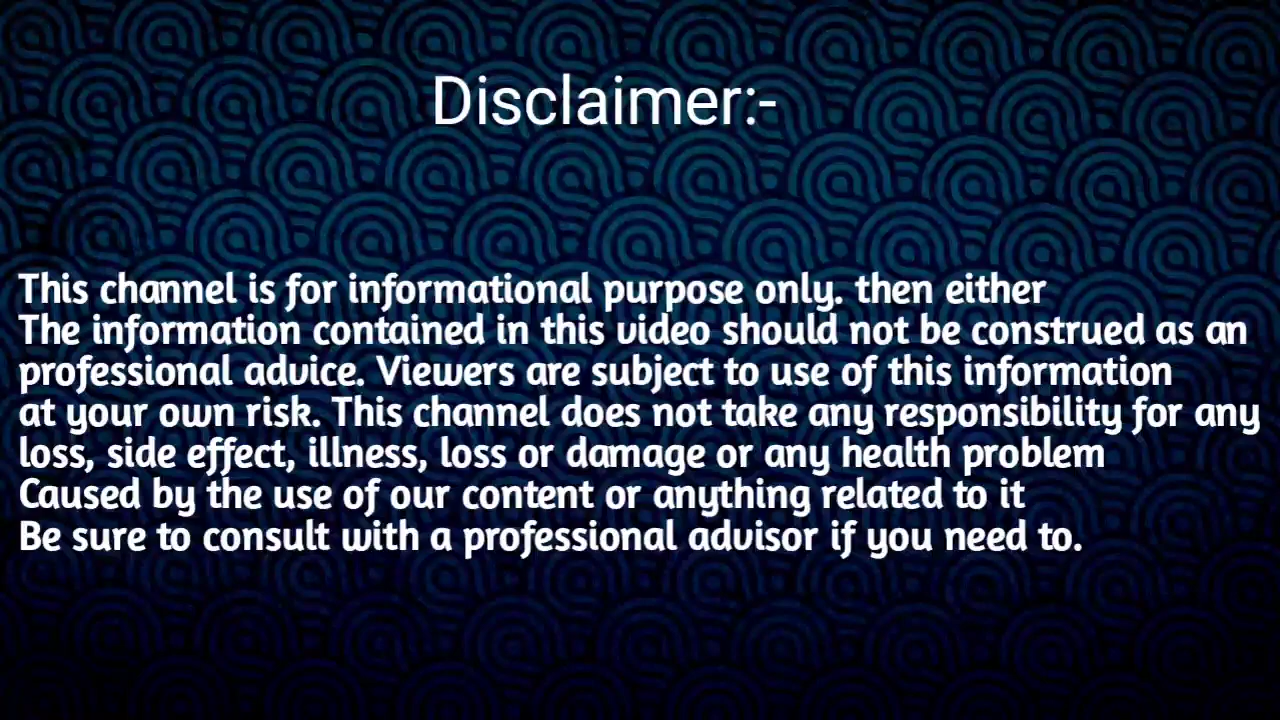 Disclaimer:-
This channel is for informational purpose only. then either
The information contained in this video should not be construed as an
professional advice. Viewers are subject to use of this information
at your own risk. This channel does not take any responsibility for any
loss, side effect, illness, loss or damage or any health problem
Caused by the use of our content or anything related to it
Be sure to consult with a professional advisor if you need to.